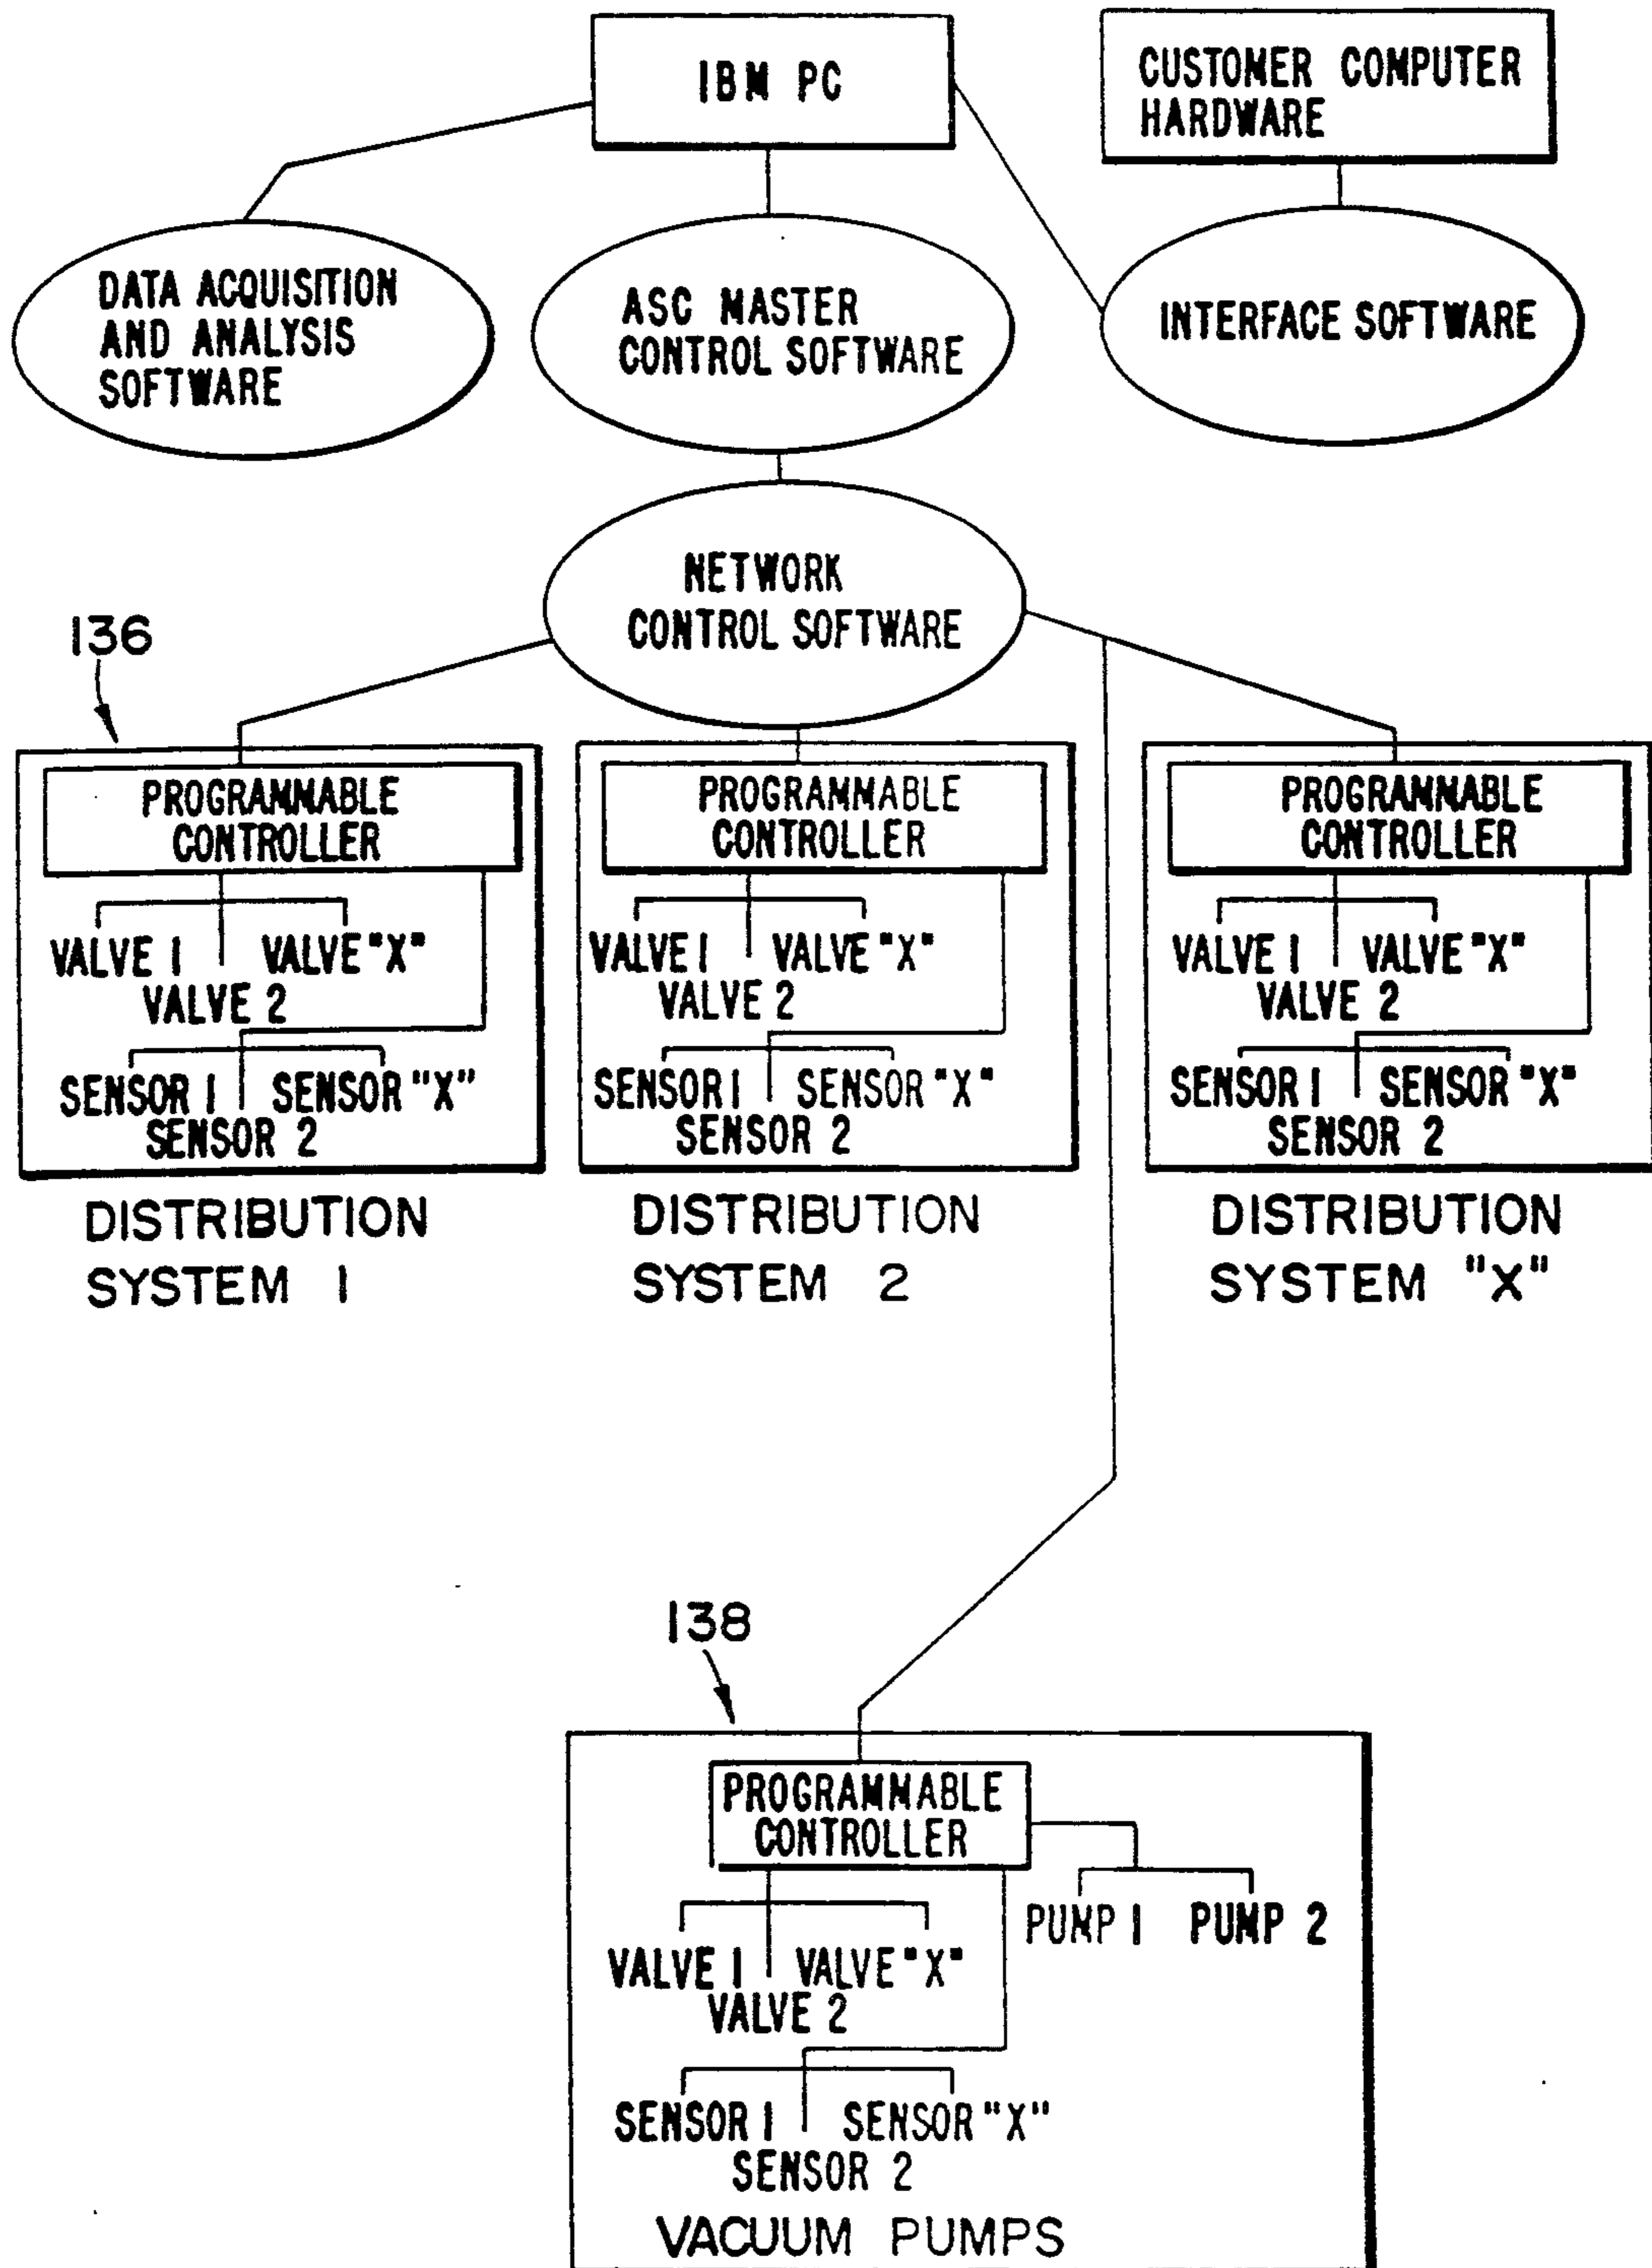 IBM PC
CUSTOMER COMPUTER
HARDWARE
DATA ACQUISITION
AND ANALYSIS
SOFTWARE
ASC MASTER
CONTROL SOFTWARE
INTERFACE SOFTWARE
NETWORK
CONTROL SOFTWARE
136
PROGRAMMABLE
CONTROLLER
VALVE 1 VALVE "X"
VALVE 2
SENSOR 1 SENSOR "X"
SENSOR 2
DISTRIBUTION
SYSTEM 1
PROGRAMMABLE
CONTROLLER
VALVE 1 VALVE "X"
VALVE 2
SENSOR 1 SENSOR "X"
SENSOR 2
DISTRIBUTION
SYSTEM 2
PROGRAMMABLE
CONTROLLER
VALVE 1 VALVE "X"
VALVE 2
SENSOR 1 SENSOR "X"
SENSOR 2
DISTRIBUTION
SYSTEM "X"
138
PROGRAMMABLE
CONTROLLER
PUMP 1 PUMP 2
VALVE 1 VALVE "X"
VALVE 2
SENSOR 1 SENSOR "X"
SENSOR 2
VACUUM PUMPS